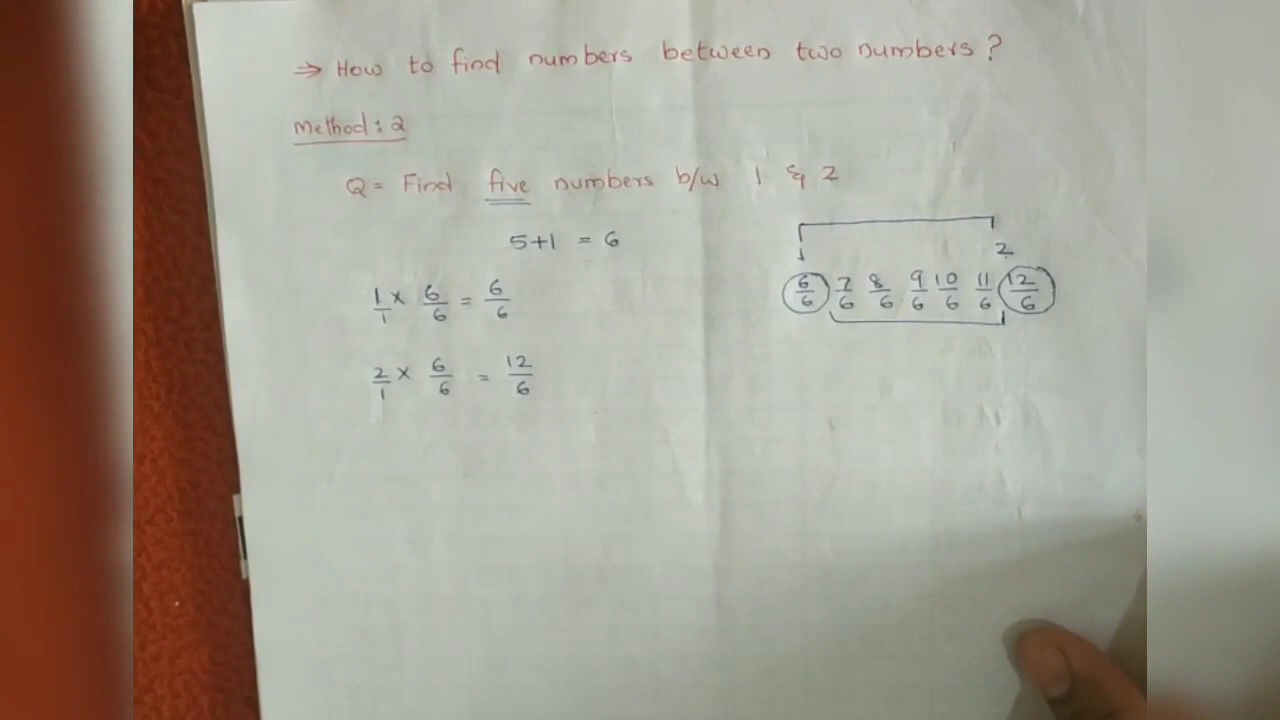 ⇒ How to find numbers between two numbers?
Method: 2
Q = Find five numbers b/w 1 & 2
5+1 = 6
1/1 × 6/6 = 6/6
2/1 × 6/6 = 12/6
1 2
6/6 7/6 8/6 9/6 10/6 11/6 12/6